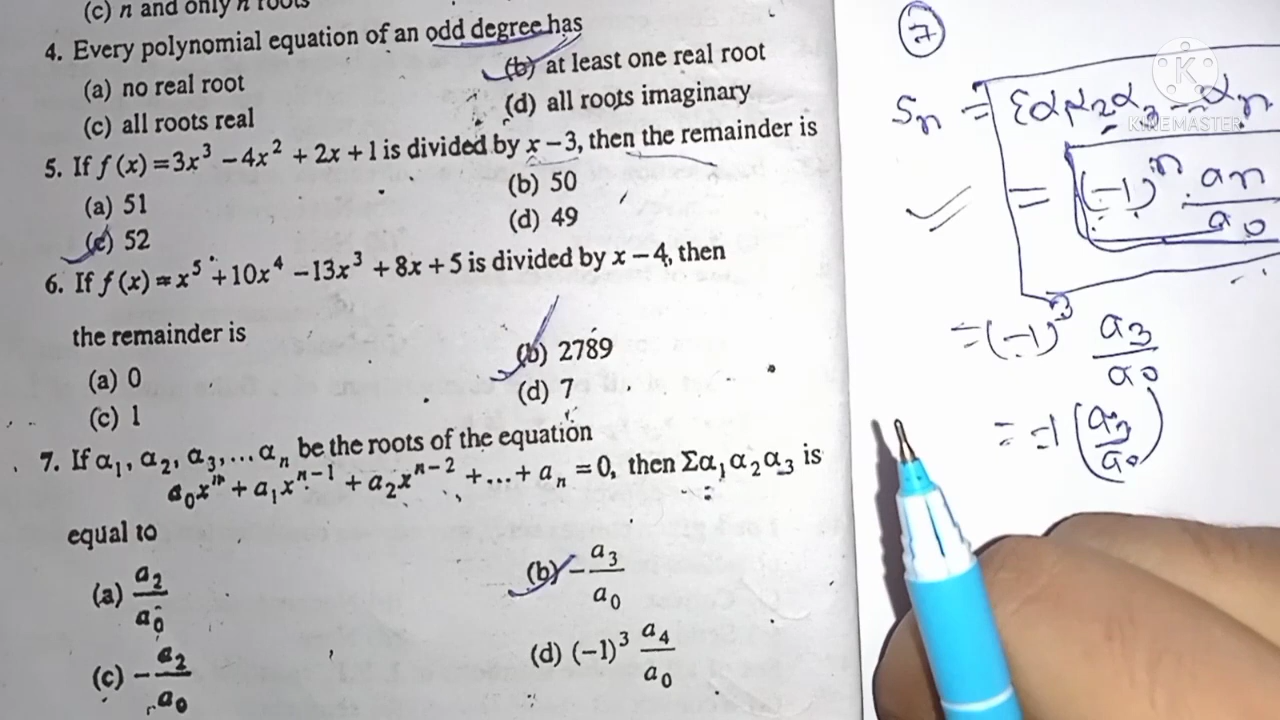 (c) n and only n roots
4. Every polynomial equation of an odd degree has
(a) no real root
(b) at least one real root
(c) all roots real
(d) all roots imaginary
5. If f(x) = 3x³ − 4x² + 2x + 1 is divided by x − 3, then the remainder is
(a) 51
(b) 50
(c) 52
(d) 49
6. If f(x) = x⁵ + 10x⁴ − 13x³ + 8x + 5 is divided by x − 4, then
the remainder is
(a) 0
(b) 2789
(c) 1
(d) 7
7. If α₁, α₂, α₃, ... αₙ be the roots of the equation
a₀xⁿ + a₁xⁿ⁻¹ + a₂xⁿ⁻² + ... + aₙ = 0, then Σα₁α₂α₃ is
equal to
(a) a₂/a₀
(b) − a₃/a₀
(c) − a₂/a₀
(d) (−1)³ a₄/a₀
7
Sn = Σα₁α₂α₃ – αn
= (−1)ⁿ an/a₀
= (−1)³ a₃/a₀
= −1 (a₃/a₀)
K
KINEMASTER